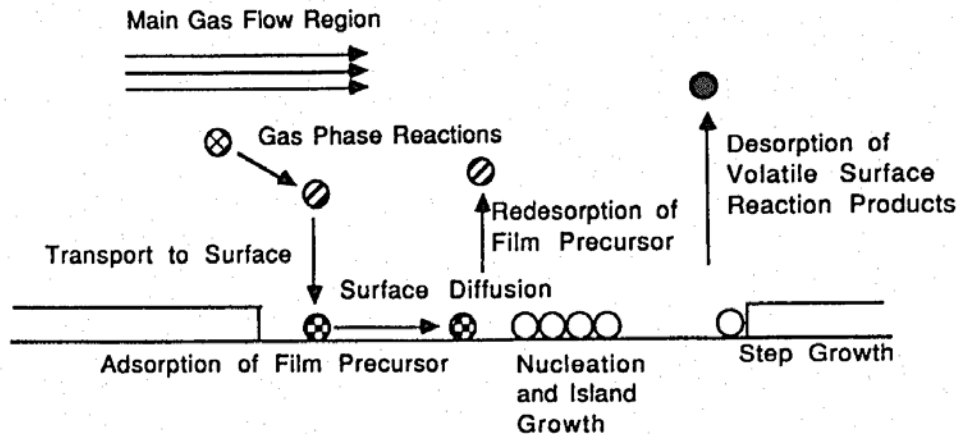 Main Gas Flow Region
Gas Phase Reactions
Desorption of
Volatile Surface
Reaction Products
Redesorption of
Film Precursor
Transport to Surface
Surface Diffusion
Adsorption of Film Precursor
Nucleation
and Island
Growth
Step Growth